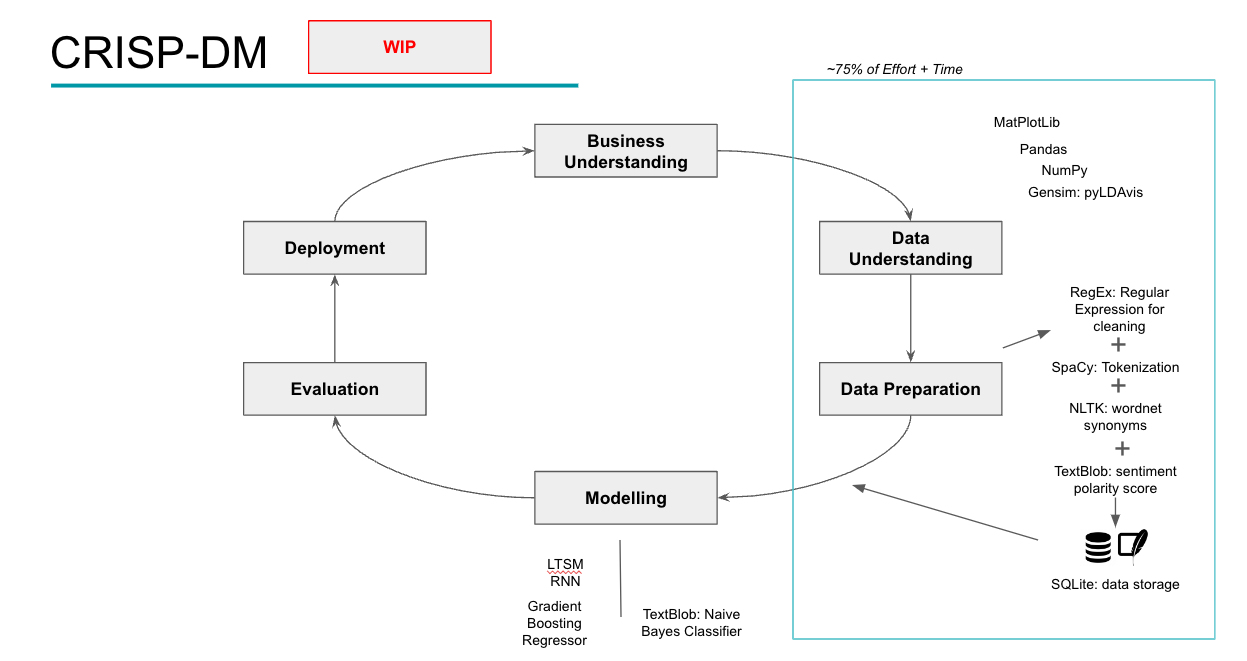 CRISP-DM
WIP
~75% of Effort + Time
MatPlotLib
Pandas
NumPy
Gensim: pyLDAvis
Business
Understanding
Data
Understanding
Deployment
RegEx: Regular
Expression for
cleaning
+
SpaCy: Tokenization
+
NLTK: wordnet
synonyms
+
TextBlob: sentiment
polarity score
SQLite: data storage
Data Preparation
Evaluation
Modelling
LTSM
RNN
Gradient
Boosting
Regressor
TextBlob: Naive
Bayes Classifier